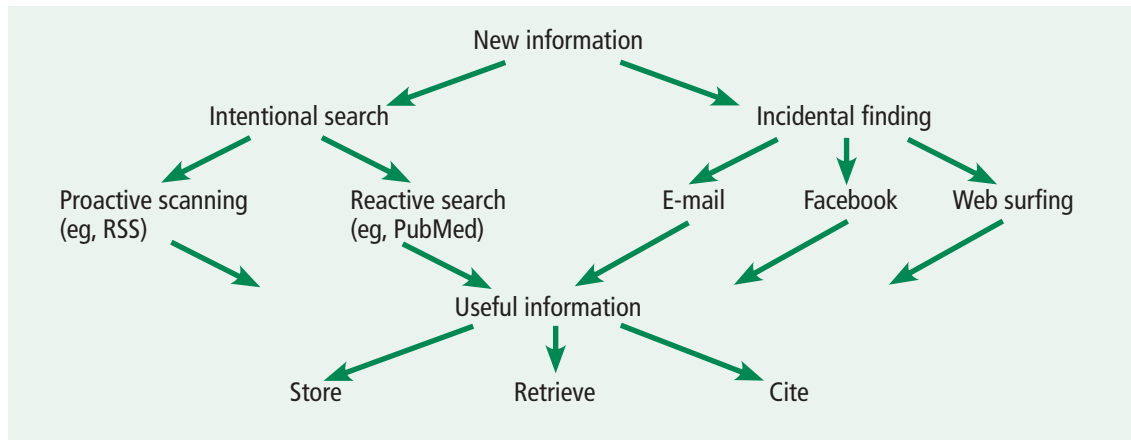 New information
Intentional search
Incidental finding
Proactive scanning
(eg, RSS)
Reactive search
(eg, PubMed)
E-mail
Facebook
Web surfing
Useful information
Store
Retrieve
Cite